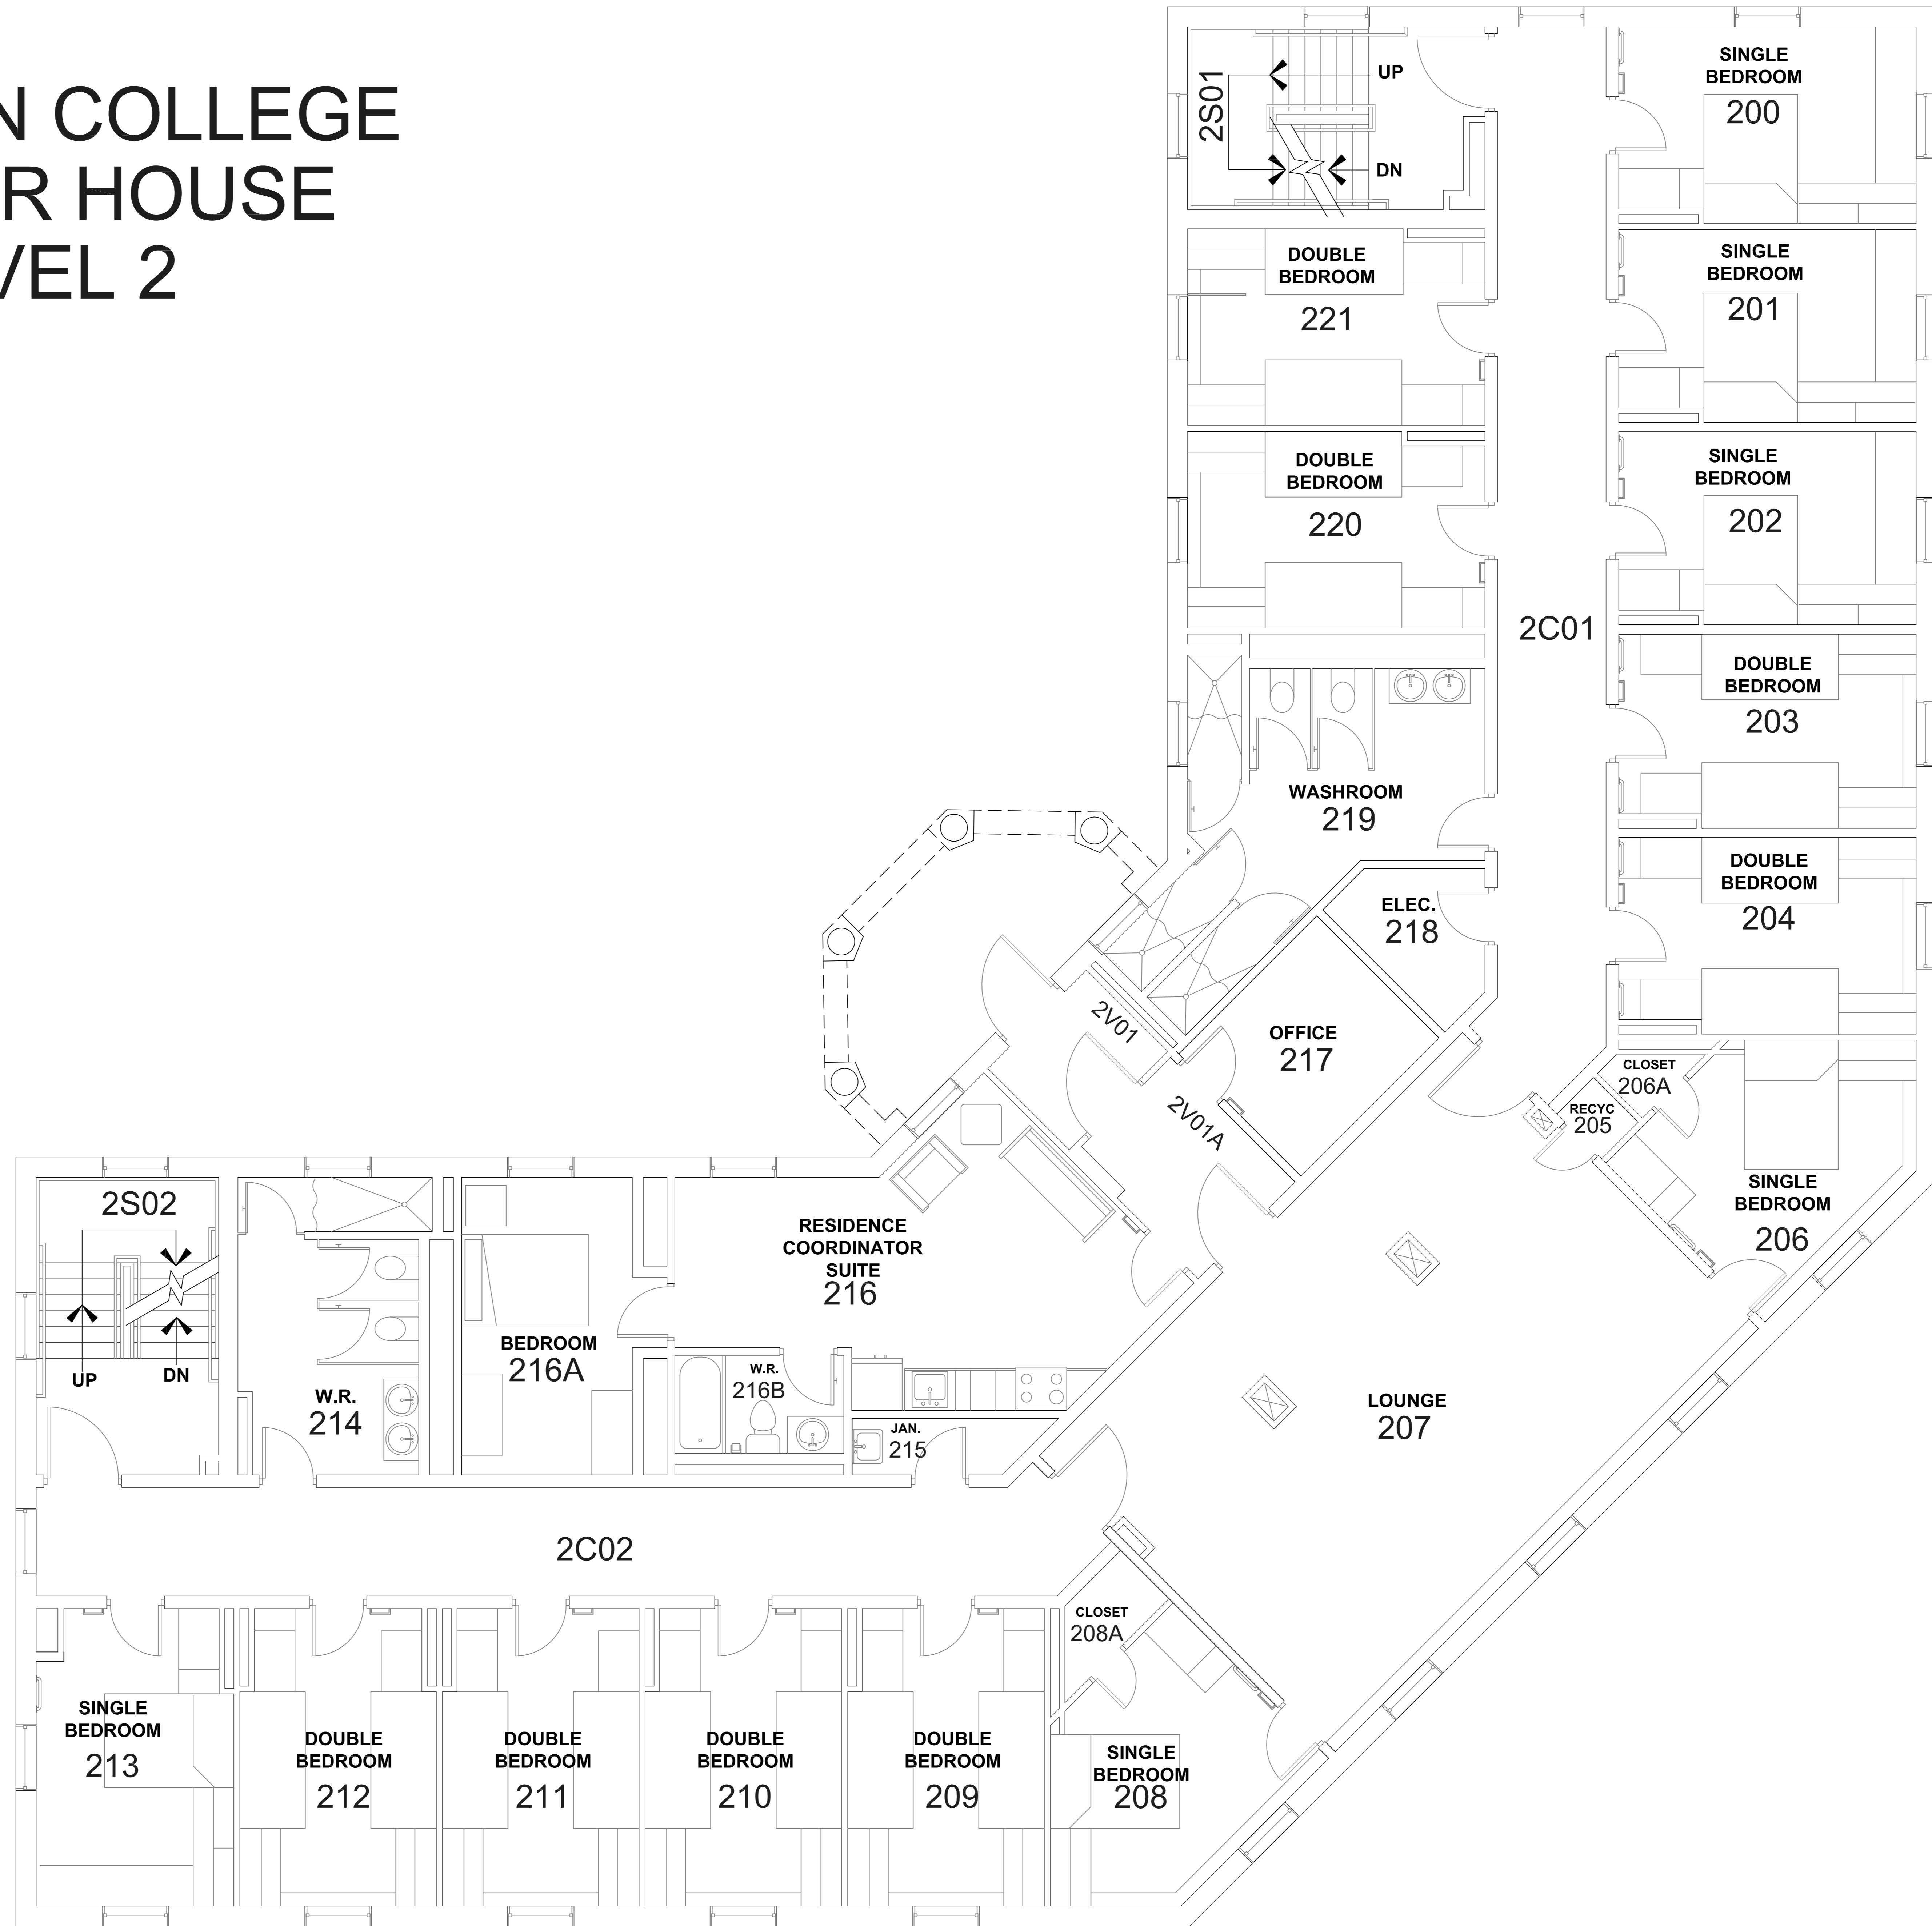 N COLLEGE
R HOUSE
VEL 2
2S01
UP
DN
SINGLE
BEDROOM
200
DOUBLE
BEDROOM
221
SINGLE
BEDROOM
201
DOUBLE
BEDROOM
220
SINGLE
BEDROOM
202
2C01
DOUBLE
BEDROOM
203
WASHROOM
219
DOUBLE
BEDROOM
204
ELEC.
218
2V01
OFFICE
217
2V01A
CLOSET
206A
RECYC
205
SINGLE
BEDROOM
206
2S02
UP
DN
RESIDENCE
COORDINATOR
SUITE
216
BEDROOM
216A
W.R.
216B
W.R.
214
JAN.
215
LOUNGE
207
2C02
CLOSET
208A
SINGLE
BEDROOM
213
DOUBLE
BEDROOM
212
DOUBLE
BEDROOM
211
DOUBLE
BEDROOM
210
DOUBLE
BEDROOM
209
SINGLE
BEDROOM
208